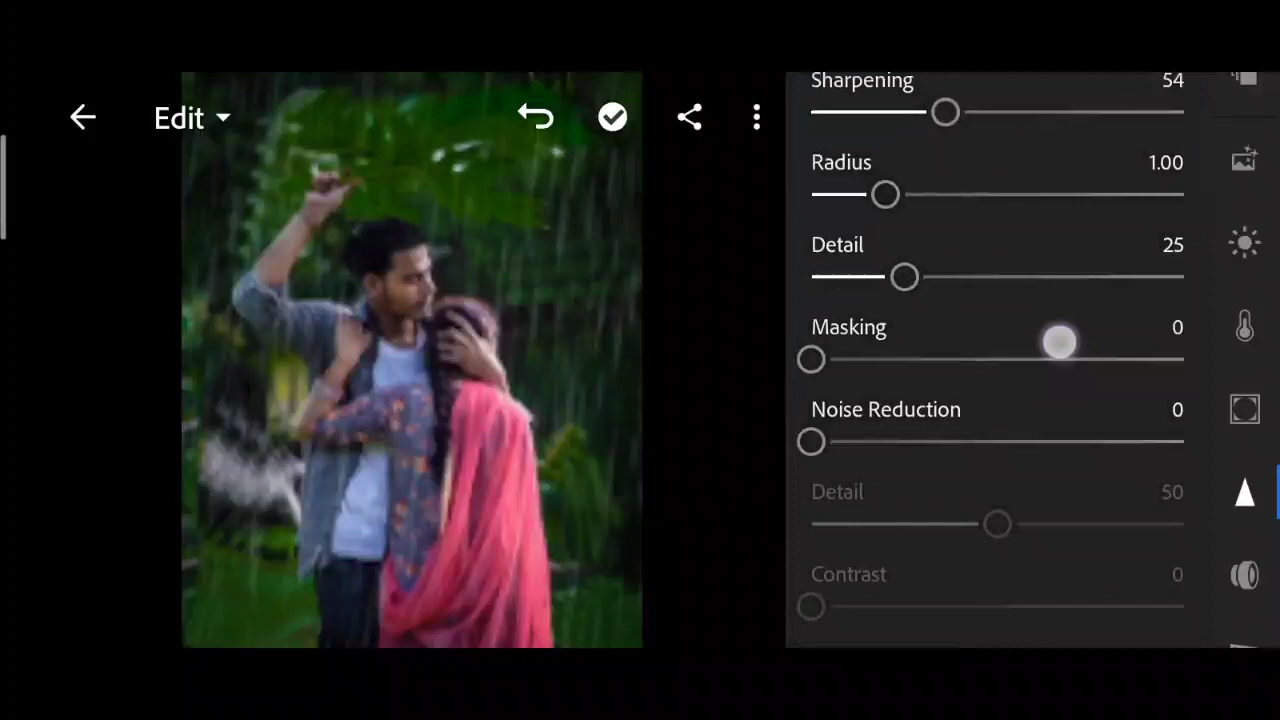 Edit
Sharpening 54
Radius 1.00
Detail 25
Masking 0
Noise Reduction 0
Detail 50
Contrast 0